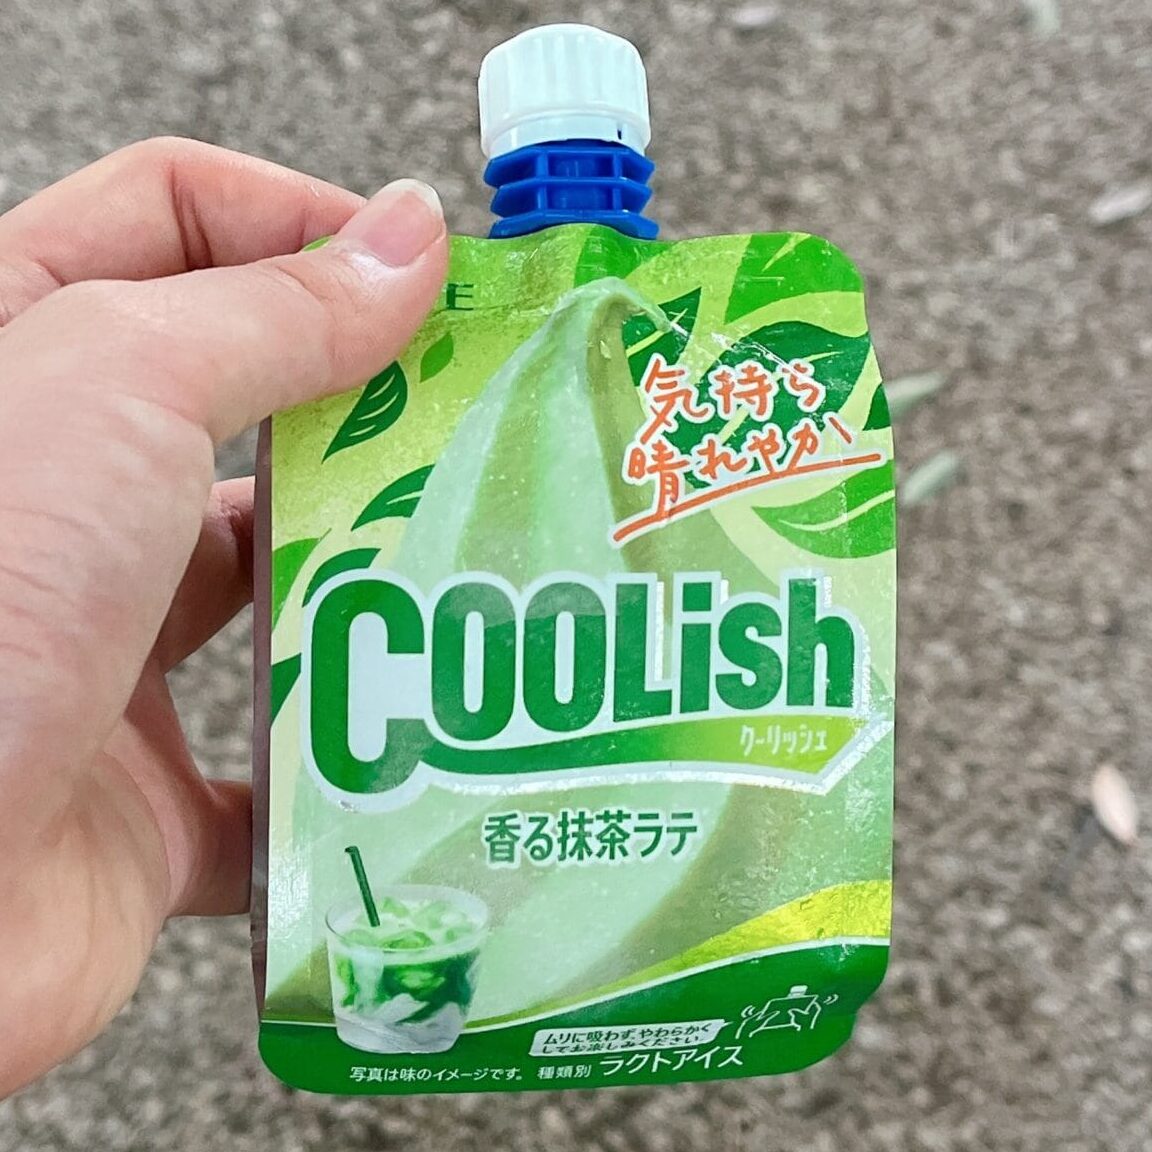 気持ち
晴れやか
COOLish
クーリッシュ
香る抹茶ラテ
ムリに吸わず、やわらかく
してお楽しみください。
写真は味のイメージです。 種類別 ラクトアイス